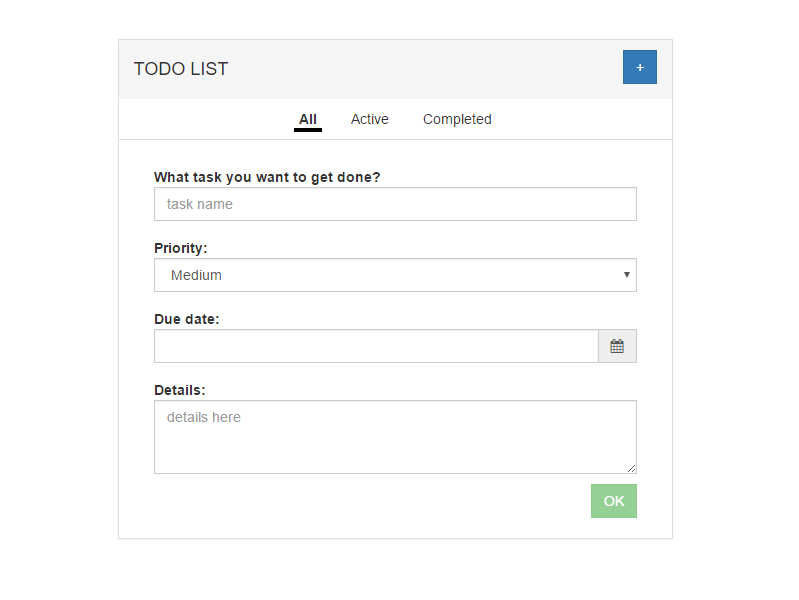 TODO LIST
+
All Active Completed
What task you want to get done?
task name
Priority:
Medium
Due date:
Details:
details here
OK